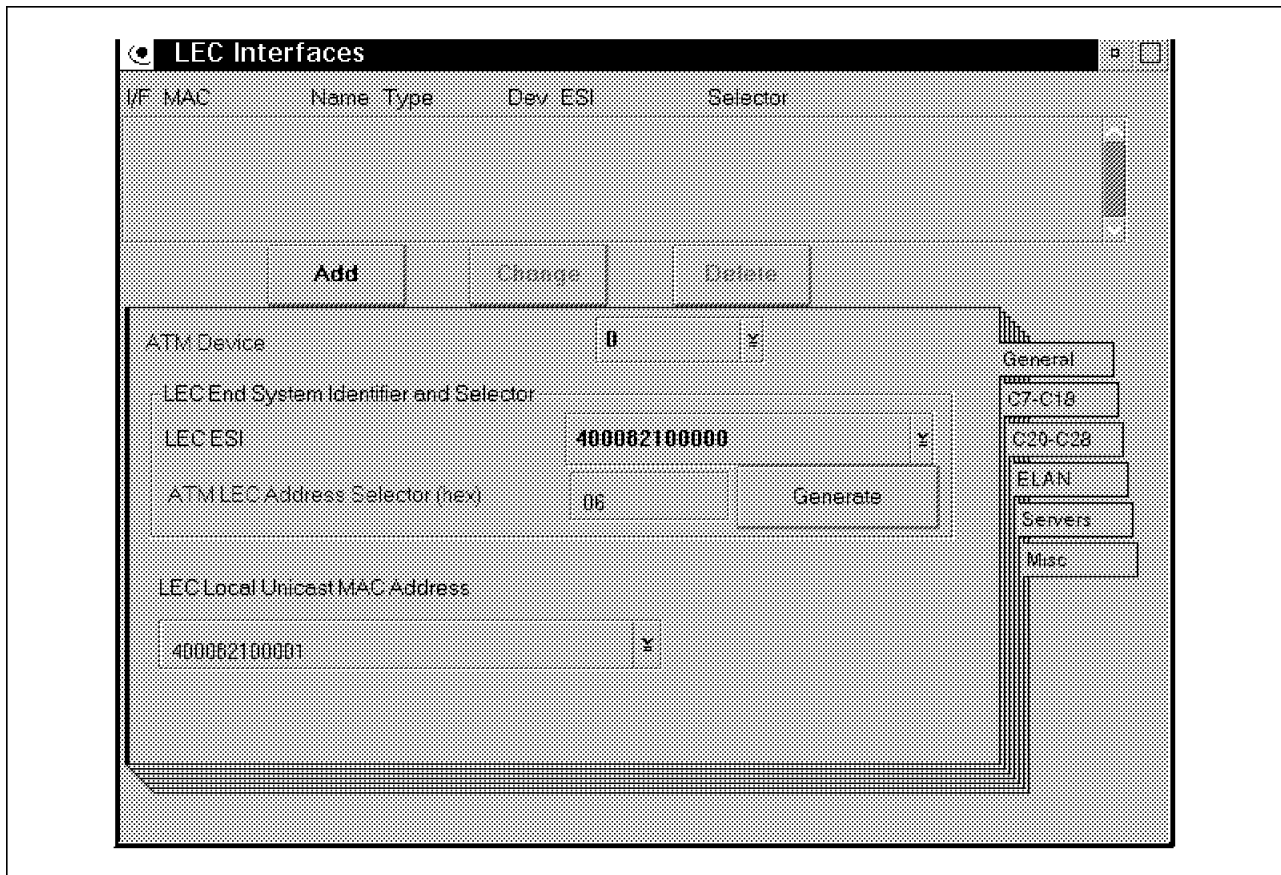 LEC Interfaces
I/F MAC Name Type Dev ESI Selector
Add Change Delete
ATM Device 0
General
LEC End System Identifier and Selector
C7-C18
LEC ESI 400082100000
C20-C28
ELAN
ATM LEC Address Selector (hex) 06 Generate
Servers
Misc
LEC Local Unicast MAC Address
400082100001